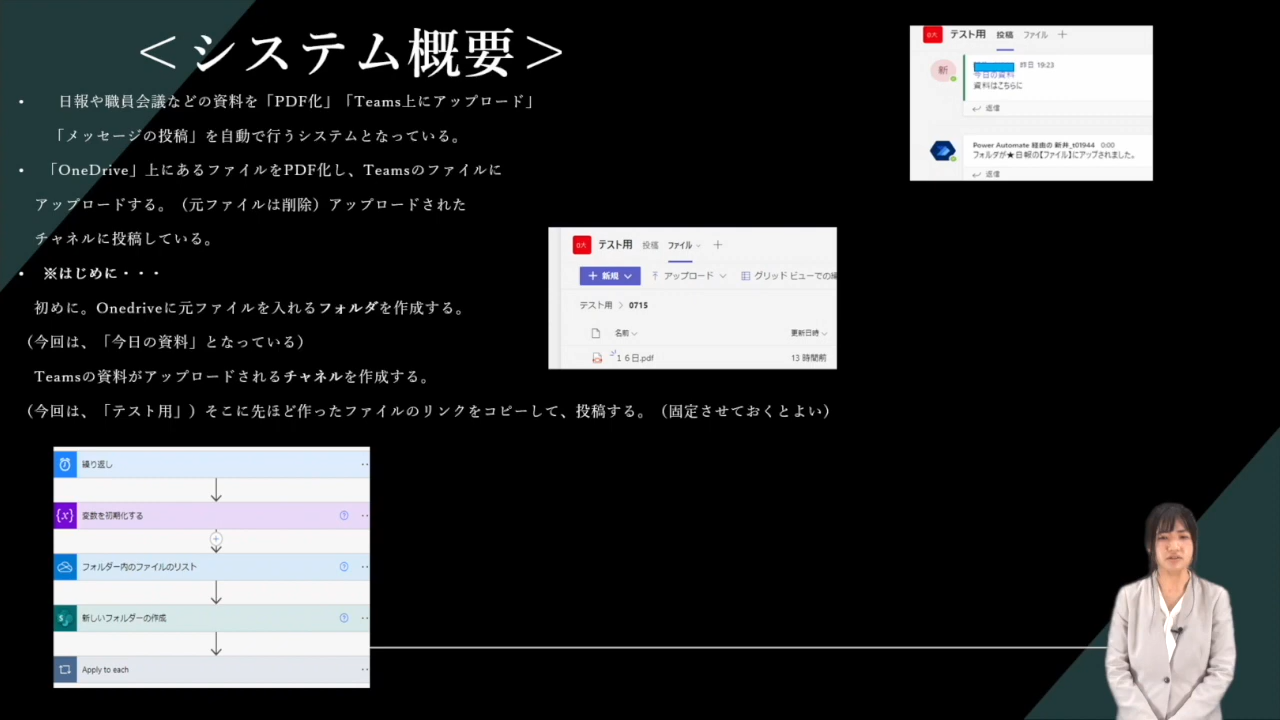 ＜システム概要＞
• 日報や職員会議などの資料を「PDF化」「Teams上にアップロード」
「メッセージの投稿」を自動で行うシステムとなっている。
• 「OneDrive」上にあるファイルをPDF化し、Teamsのファイルに
アップロードする。（元ファイルは削除）アップロードされた
チャネルに投稿している。
• ※はじめに・・・
初めに。Onedriveに元ファイルを入れるフォルダを作成する。
（今回は、「今日の資料」となっている）
Teamsの資料がアップロードされるチャネルを作成する。
（今回は、「テスト用」）そこに先ほど作ったファイルのリンクをコピーして、投稿する。（固定させておくとよい）
テスト用 投稿 ファイル
新
昨日 19:23
今日の資料
資料はこちらに
返信
Power Automate 経由の 新井_t01944 0:00
フォルダが★日報の【ファイル】にアップされました。
返信
テスト用 投稿 ファイル
新規 アップロード グリッド ビューでの編
テスト用 > 0715
名前 更新日時
１６日.pdf 13 時間前
繰り返し
{x} 変数を初期化する
フォルダー内のファイルのリスト
新しいフォルダーの作成
Apply to each